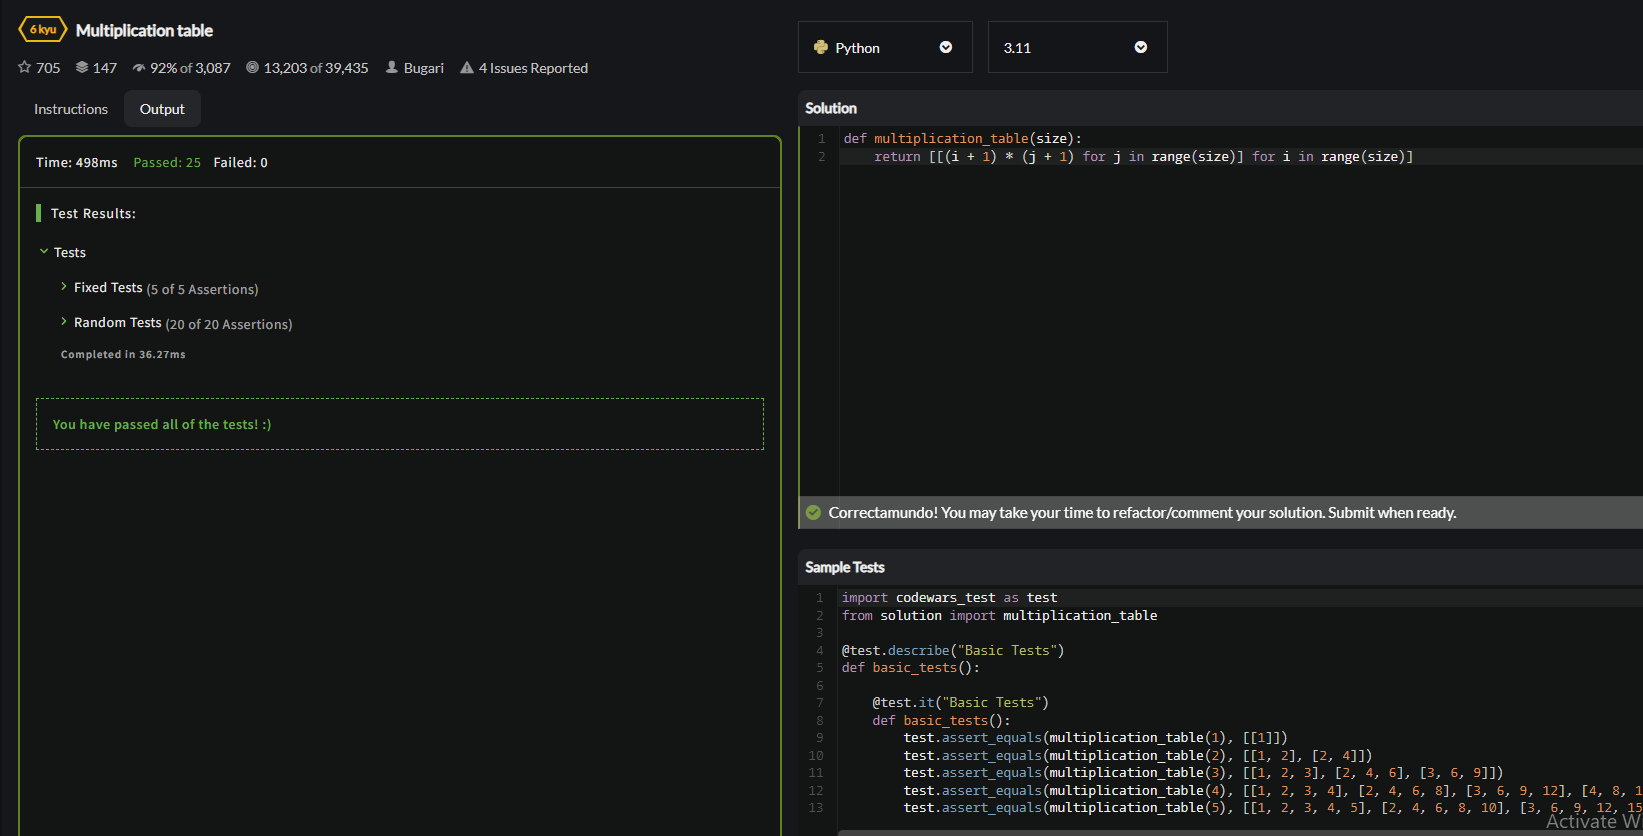 6 kyu Multiplication table
705 147 92% of 3,087 13,203 of 39,435 Bugari 4 Issues Reported
Instructions Output
Time: 498ms Passed: 25 Failed: 0
Test Results:
Tests
Fixed Tests (5 of 5 Assertions)
Random Tests (20 of 20 Assertions)
Completed in 36.27ms
You have passed all of the tests! :)
Python 3.11
Solution
1 def multiplication_table(size):
2 return [[(i + 1) * (j + 1) for j in range(size)] for i in range(size)]
Correctamundo! You may take your time to refactor/comment your solution. Submit when ready.
Sample Tests
1 import codewars_test as test
2 from solution import multiplication_table
3
4 @test.describe("Basic Tests")
5 def basic_tests():
6
7 @test.it("Basic Tests")
8 def basic_tests():
9 test.assert_equals(multiplication_table(1), [[1]])
10 test.assert_equals(multiplication_table(2), [[1, 2], [2, 4]])
11 test.assert_equals(multiplication_table(3), [[1, 2, 3], [2, 4, 6], [3, 6, 9]])
12 test.assert_equals(multiplication_table(4), [[1, 2, 3, 4], [2, 4, 6, 8], [3, 6, 9, 12], [4, 8, 1
13 test.assert_equals(multiplication_table(5), [[1, 2, 3, 4, 5], [2, 4, 6, 8, 10], [3, 6, 9, 12, 15
Activate W